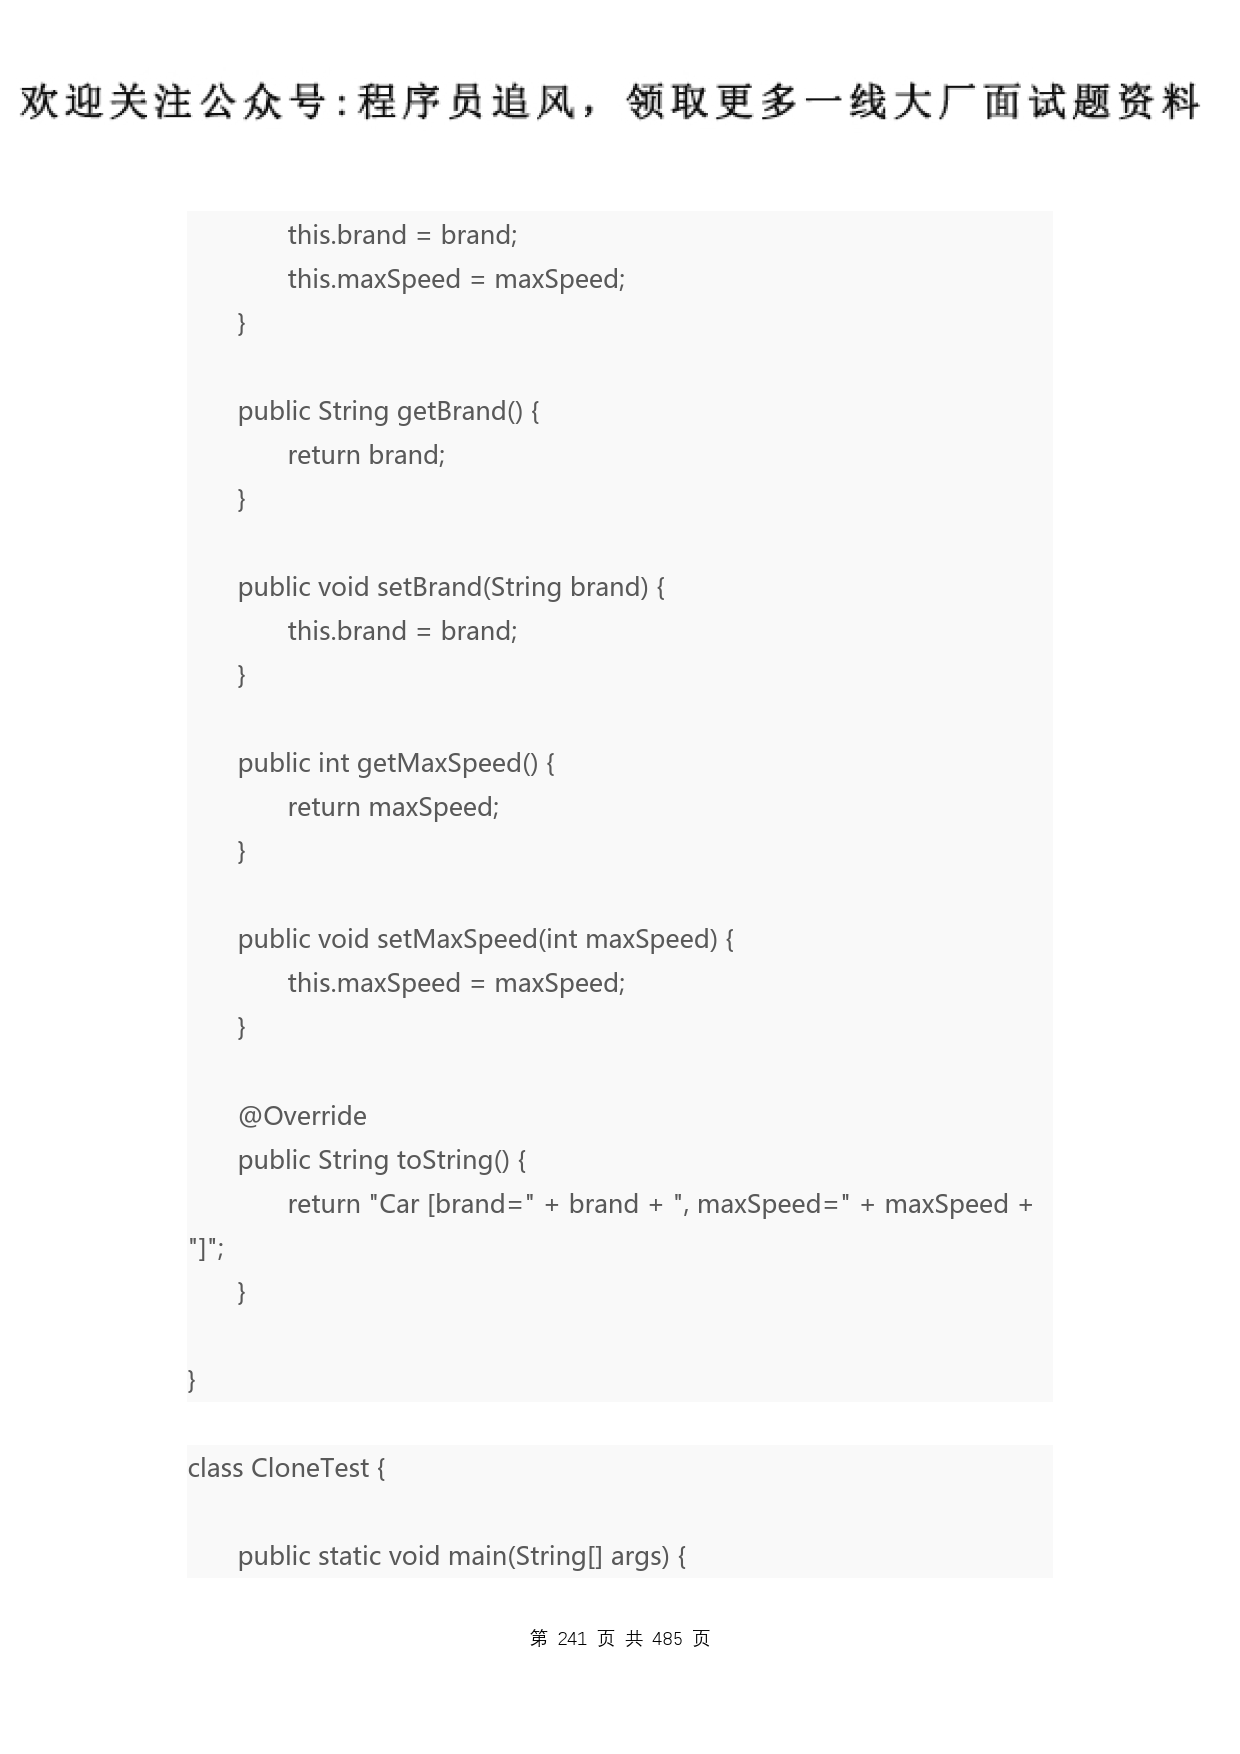 欢迎关注公众号:程序员追风，领取更多一线大厂面试题资料
this.brand = brand;
this.maxSpeed = maxSpeed;
}
public String getBrand() {
return brand;
}
public void setBrand(String brand) {
this.brand = brand;
}
public int getMaxSpeed() {
return maxSpeed;
}
public void setMaxSpeed(int maxSpeed) {
this.maxSpeed = maxSpeed;
}
@Override
public String toString() {
return "Car [brand=" + brand + ", maxSpeed=" + maxSpeed +
"]";
}
}
class CloneTest {
public static void main(String[] args) {
第 241 页 共 485 页